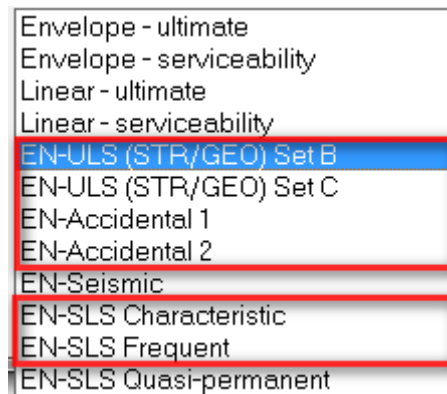 Envelope - ultimate
Envelope - serviceability
Linear - ultimate
Linear - serviceability
EN-ULS (STR/GEO) Set B
EN-ULS (STR/GEO) Set C
EN-Accidental 1
EN-Accidental 2
EN-Seismic
EN-SLS Characteristic
EN-SLS Frequent
EN-SLS Quasi-permanent